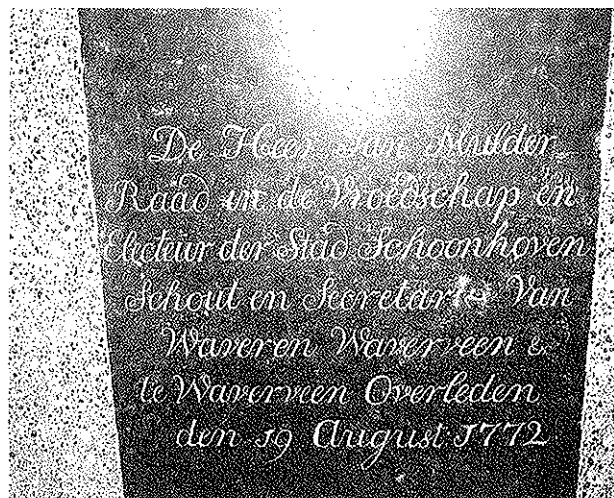 De Heer Jan Mulder
Raad in de Vroedschap en
Electeur der Stad Schoonhoven
Schout en Secretaris Van
Waveren Waverveen &
te Waverveen Overleden
den 19 August: 1772